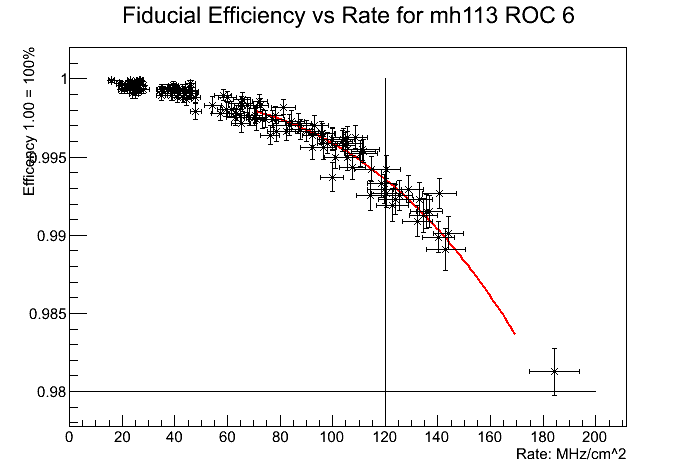 Fiducial Efficiency vs Rate for mh113 ROC 6
Efficency 1.00 = 100%
1
0.995
0.99
0.985
0.98
0 20 40 60 80 100 120 140 160 180 200
Rate: MHz/cm^2